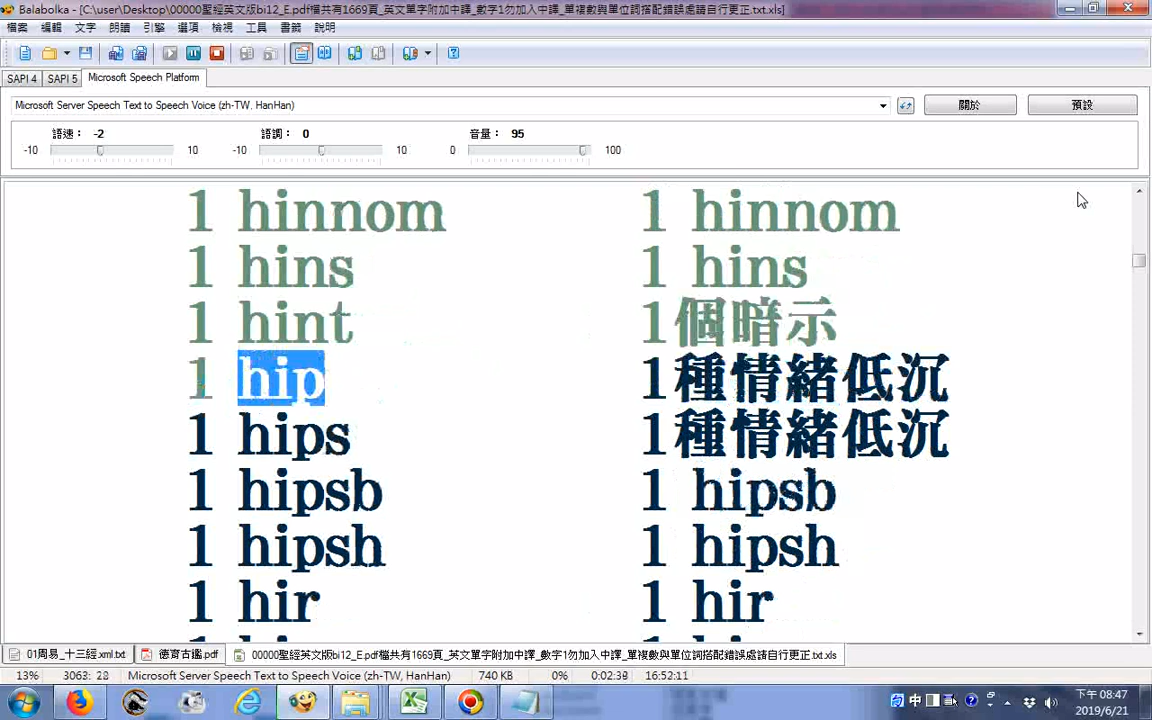 Balabolka - [C:\user\Desktop\00000聖經英文版bi12_E.pdf檔共有1669頁_英文單字附加中譯_數字1勿加入中譯_單複數與單位詞搭配錯誤處請自行更正.txt.xls]
檔案 編輯 文字 朗讀 引擎 選項 檢視 工具 書籤 說明
SAPI 4 SAPI 5 Microsoft Speech Platform
Microsoft Server Speech Text to Speech Voice (zh-TW, HanHan) 關於 預設
語速: -2 語調: 0 音量: 95
-10 10 -10 10 0 100
1 hinnom 1 hinnom
1 hins 1 hins
1 hint 1個暗示
1 hip 1種情緒低沉
1 hips 1種情緒低沉
1 hipsb 1 hipsb
1 hipsh 1 hipsh
1 hir 1 hir
01周易_十三經.xml.txt 德育古鑑.pdf 00000聖經英文版bi12_E.pdf檔共有1669頁_英文單字附加中譯_數字1勿加入中譯_單複數與單位詞搭配錯誤處請自行更正.txt.xls
13% 3063: 28 Microsoft Server Speech Text to Speech Voice (zh-TW, HanHan) 740 KB 0% 0:02:38 16:52:11
中 下午 08:47
2019/6/21